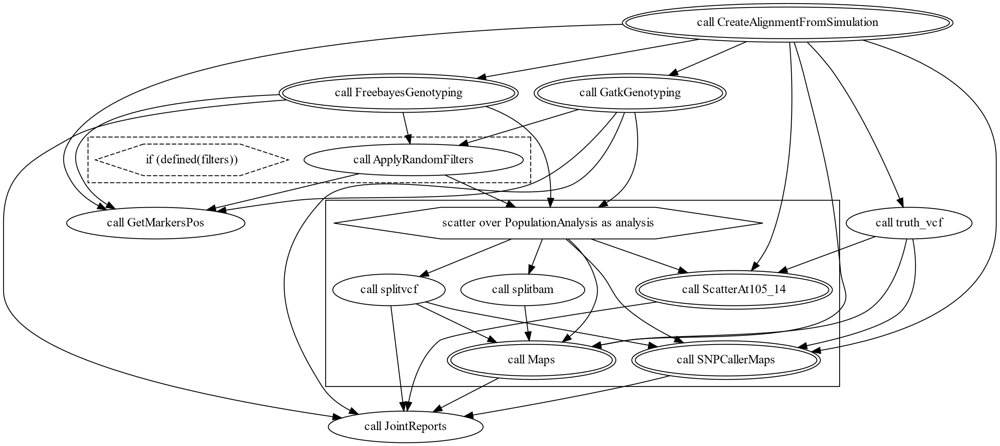 call CreateAlignmentFromSimulation
call FreebayesGenotyping
call GatkGenotyping
if (defined(filters))
call ApplyRandomFilters
call GetMarkersPos
scatter over PopulationAnalysis as analysis
call truth_vcf
call splitvcf
call splitbam
call ScatterAt105_14
call Maps
call SNPCallerMaps
call JointReports